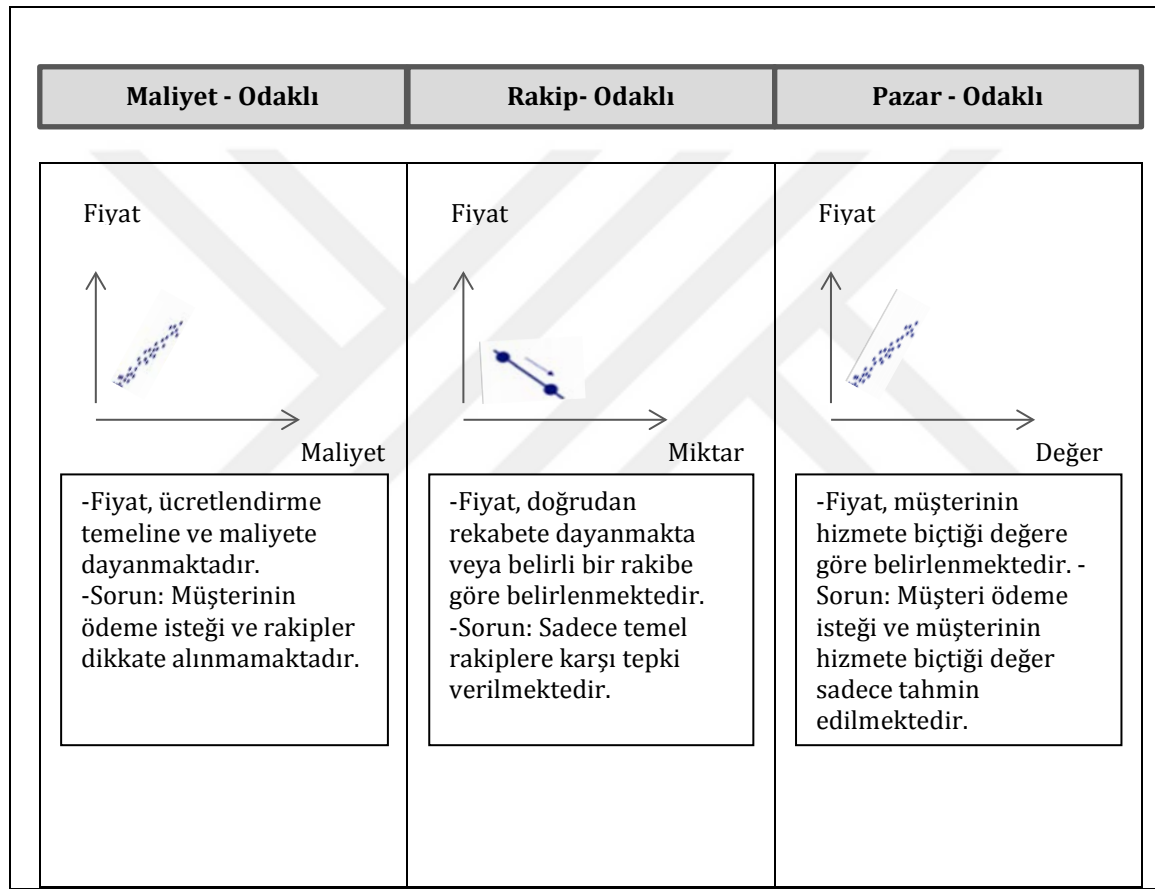 Maliyet - Odaklı
Rakip- Odaklı
Pazar - Odaklı
Fiyat
Maliyet
-Fiyat, ücretlendirme
temeline ve maliyete
dayanmaktadır.
-Sorun: Müşterinin
ödeme isteği ve rakipler
dikkate alınmamaktadır.
Fiyat
Miktar
-Fiyat, doğrudan
rekabete dayanmakta
veya belirli bir rakibe
göre belirlenmektedir.
-Sorun: Sadece temel
rakiplere karşı tepki
verilmektedir.
Fiyat
Değer
-Fiyat, müşterinin
hizmete biçtiği değere
göre belirlenmektedir. -
Sorun: Müşteri ödeme
isteği ve müşterinin
hizmete biçtiği değer
sadece tahmin
edilmektedir.